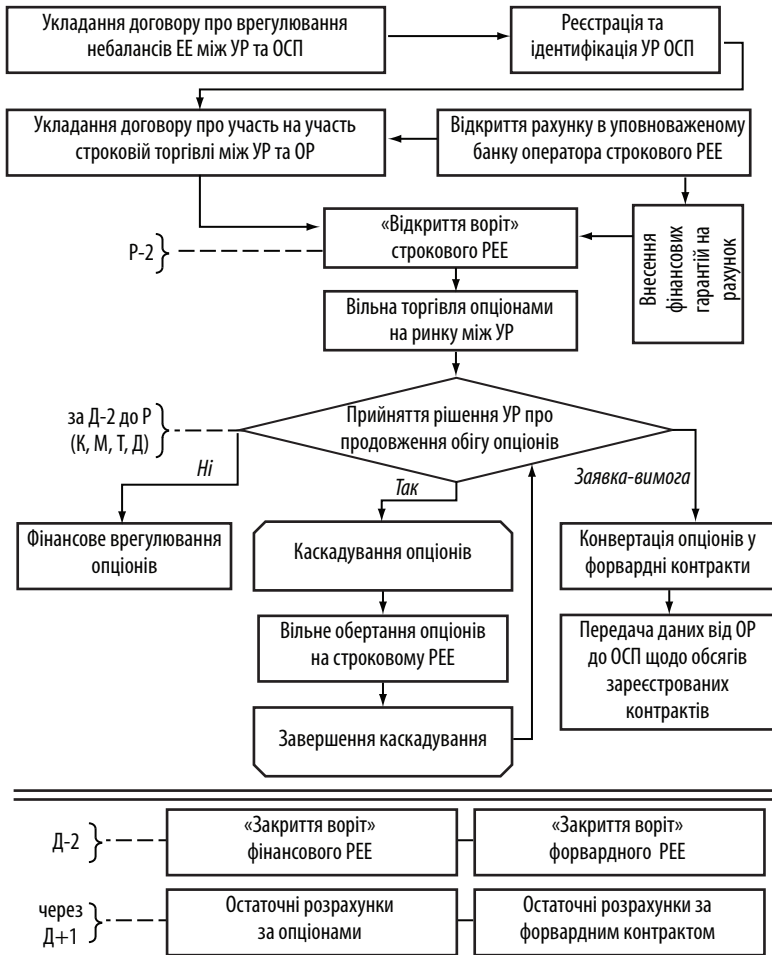 Укладання договору про врегулювання
небалансів ЕЕ між УР та ОСП
Реєстрація та
ідентифікація УР ОСП
Укладання договору про участь на участь
строковій торгівлі між УР та ОР
Відкриття рахунку в уповноваженому
банку оператора строкового РЕЕ
Р-2
«Відкриття воріт»
строкового РЕЕ
Внесення
фінансових
гарантій на
рахунок
Вільна торгівля опціонами
на ринку між УР
за Д-2 до Р
(К, М, Т, Д)
Прийняття рішення УР про
продовження обігу опціонів
Ні
Так
Заявка-вимога
Фінансове врегулювання
опціонів
Каскадування опціонів
Конвертація опціонів у
форвардні контракти
Вільне обертання опціонів
на строковому РЕЕ
Передача даних від ОР
до ОСП щодо обсягів
зареєстрованих
контрактів
Завершення каскадування
Д-2
«Закриття воріт»
фінансового РЕЕ
«Закриття воріт»
форвардного РЕЕ
через
Д+1
Остаточні розрахунки
за опціонами
Остаточні розрахунки за
форвардним контрактом